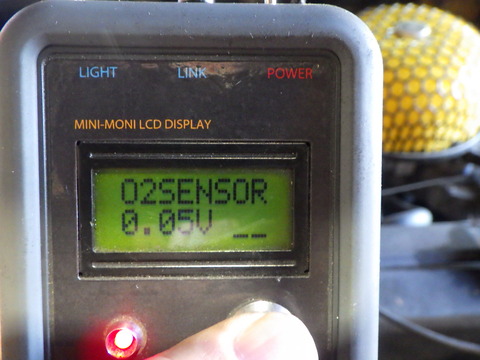 LIGHT LINK POWER
MINI-MONI LCD DISPLAY
O2SENSOR
0.05V __